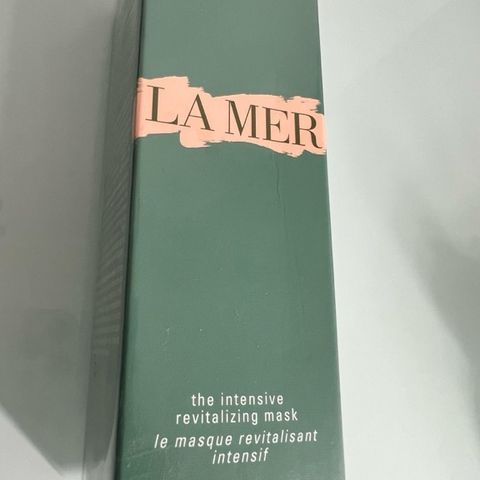 LA MER
the intensive
revitalizing mask
le masque revitalisant
intensif